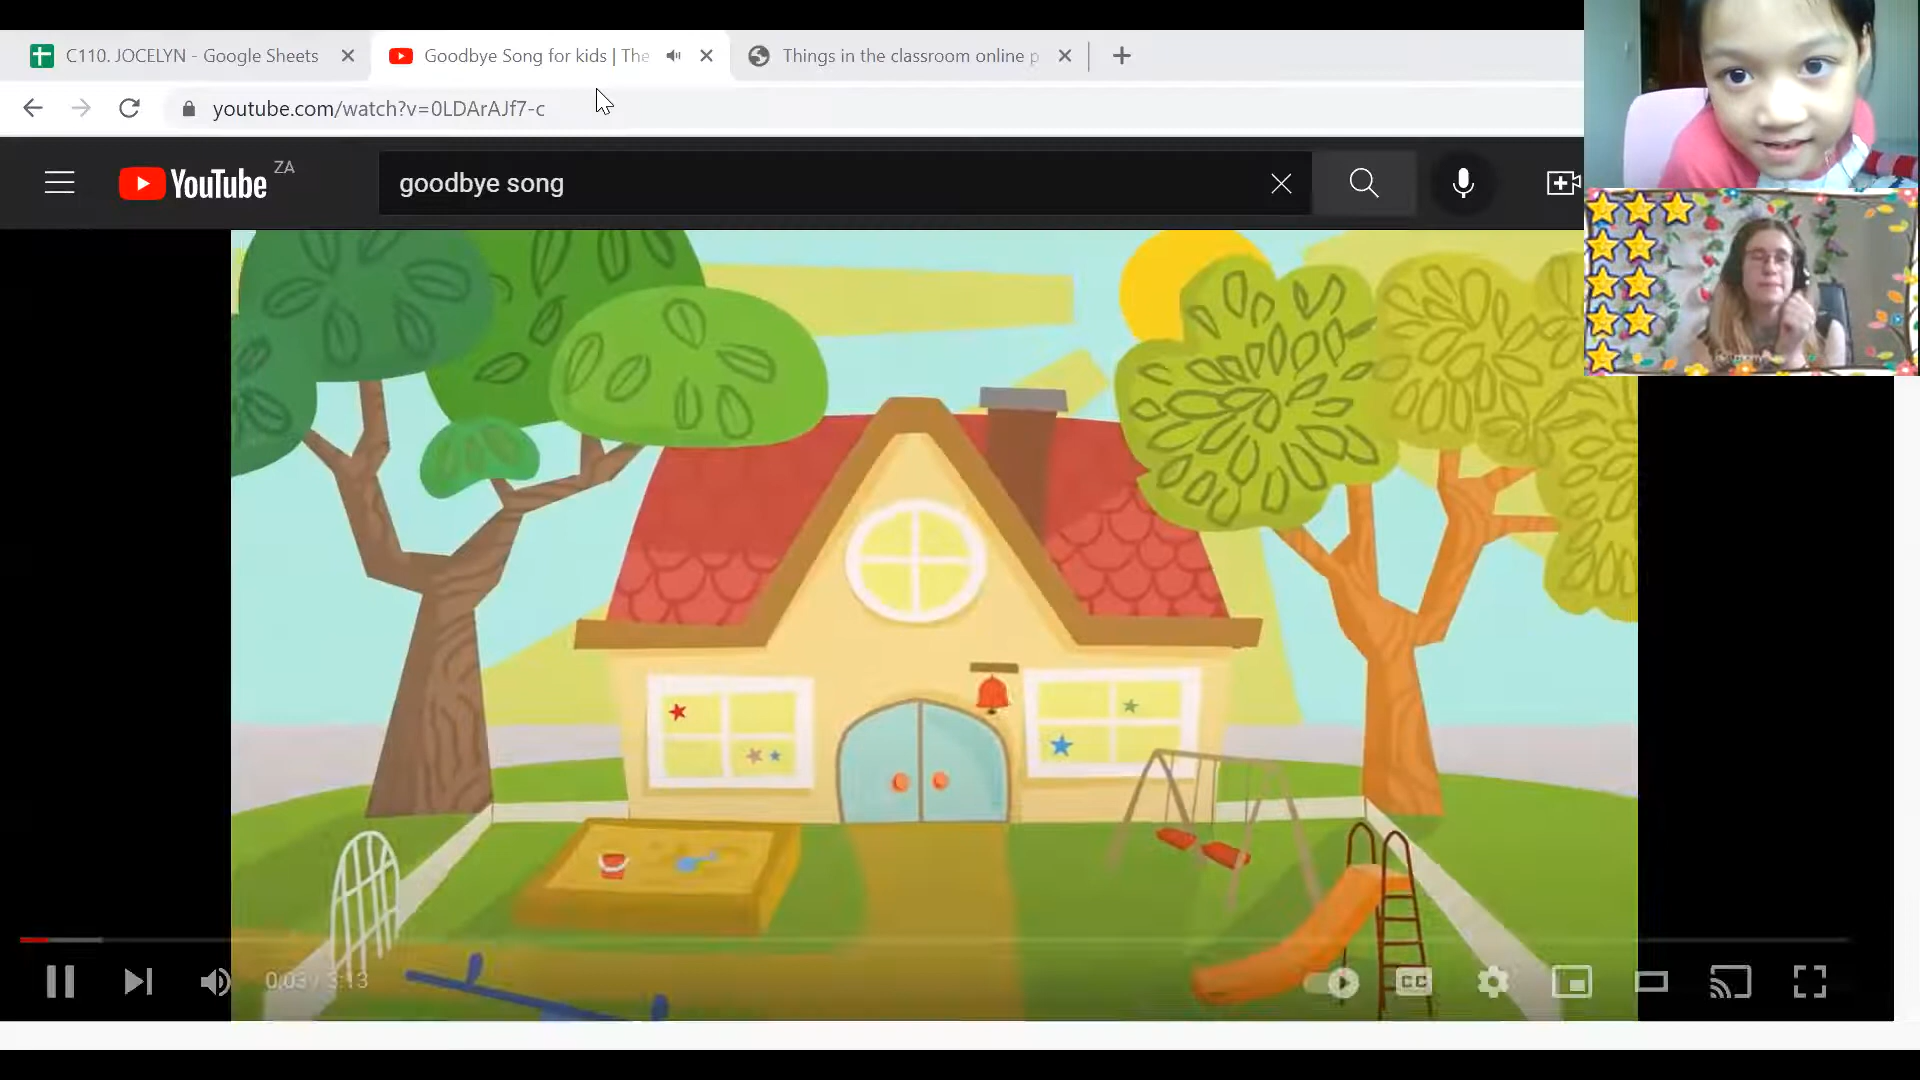 C110. JOCELYN - Google Sheets
Goodbye Song for kids | The
Things in the classroom online p
youtube.com/watch?v=0LDArAJf7-c
YouTube ZA
goodbye song
0:03 / 3:13
CC